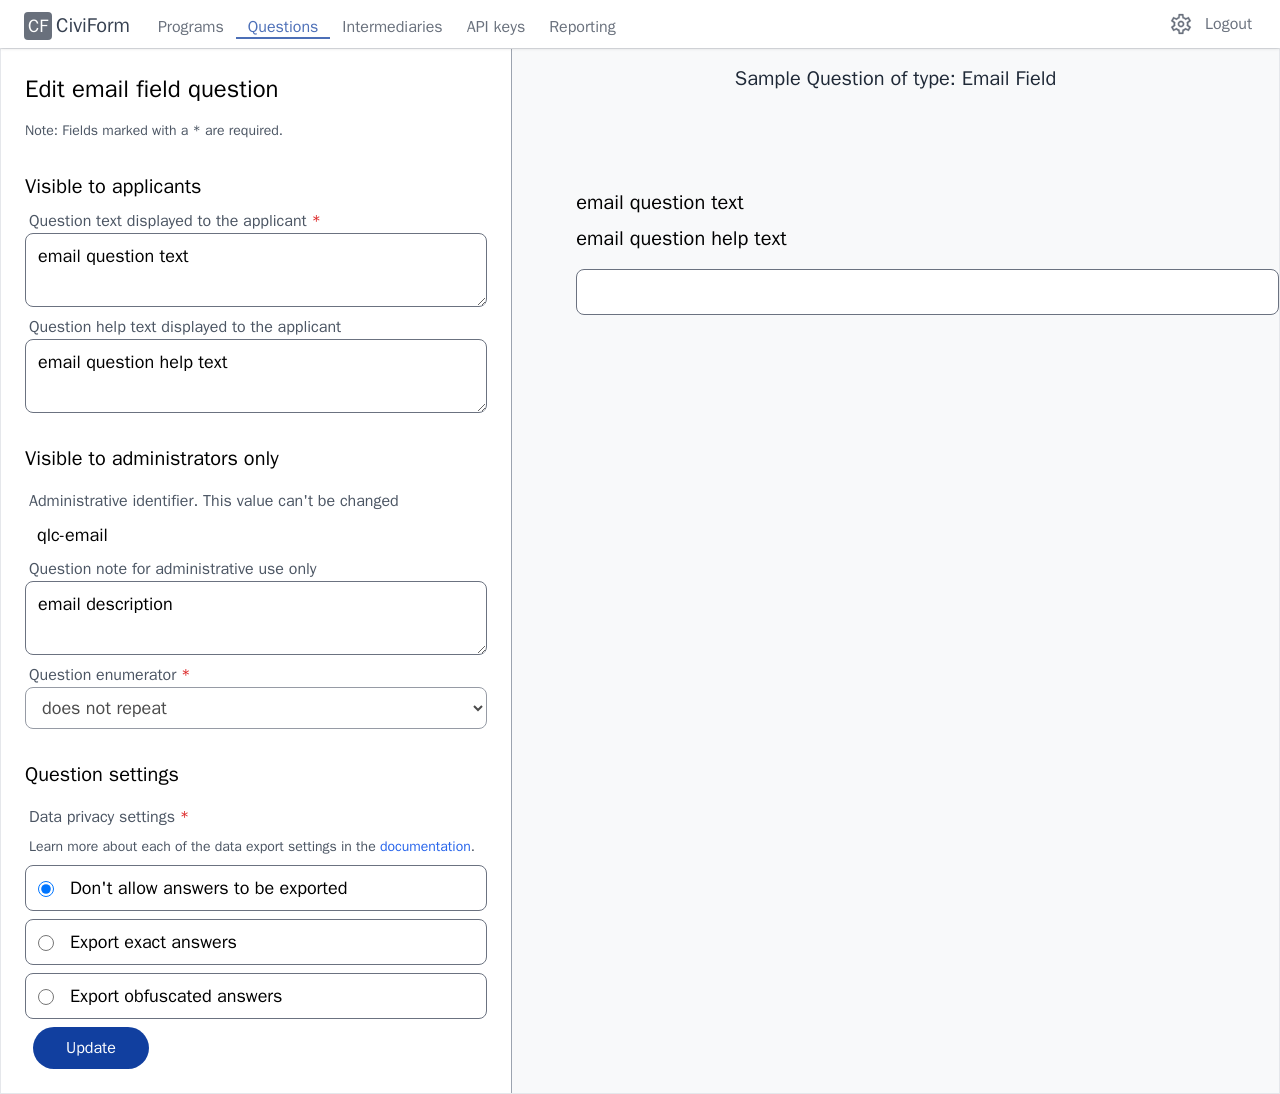 CF CiviForm Programs Questions Intermediaries API keys Reporting Logout
Edit email field question
Note: Fields marked with a * are required.
Visible to applicants
Question text displayed to the applicant *
email question text
Question help text displayed to the applicant
email question help text
Visible to administrators only
Administrative identifier. This value can't be changed
qlc-email
Question note for administrative use only
email description
Question enumerator *
does not repeat
Question settings
Data privacy settings *
Learn more about each of the data export settings in the documentation.
Don't allow answers to be exported
Export exact answers
Export obfuscated answers
Update
Sample Question of type: Email Field
email question text
email question help text